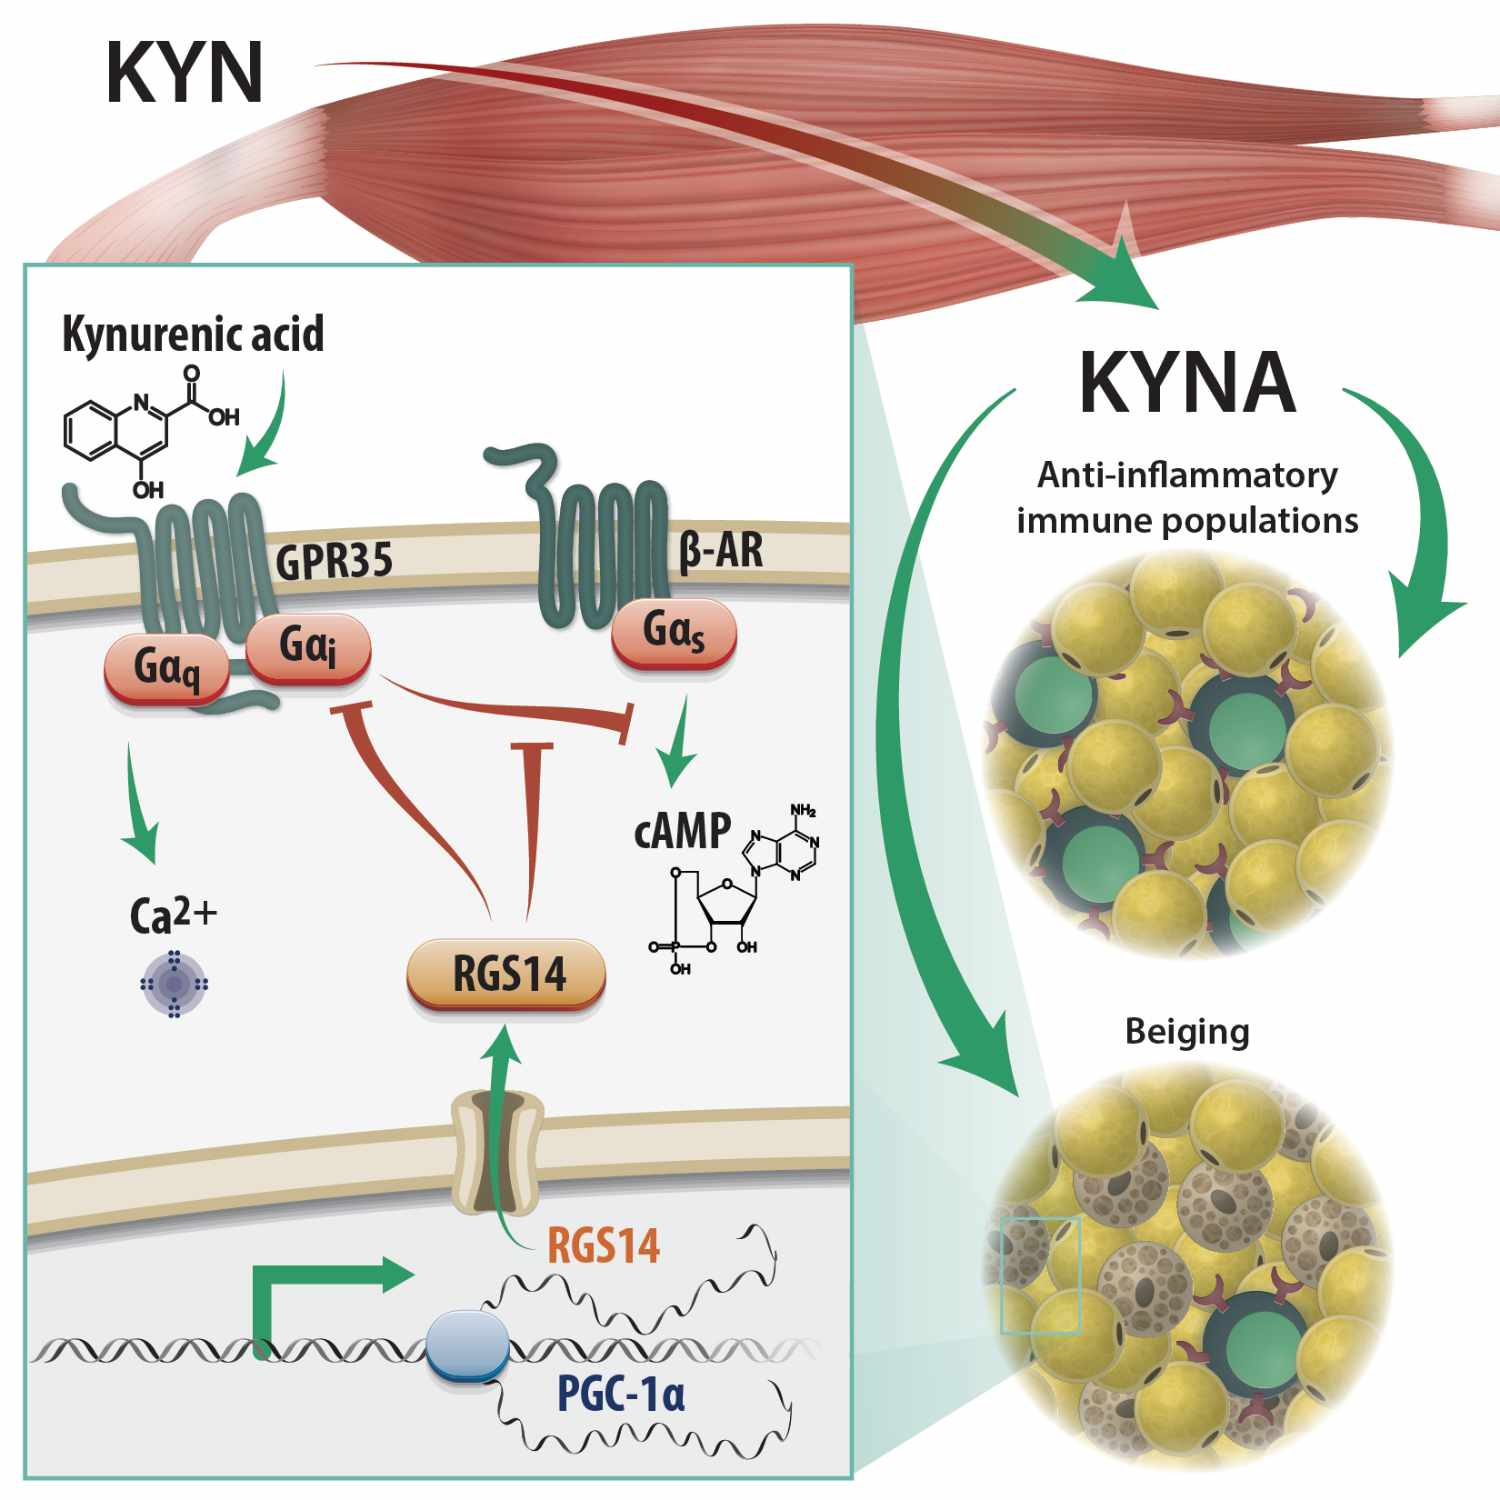 KYN
KYNA
Anti-inflammatory
immune populations
Beiging
Kynurenic acid
N
O
OH
OH
GPR35
β-AR
Gαq
Gαi
Gαs
Ca2+
cAMP
NH2
N
N
N
N
O
O
O
P
O
OH
OH
RGS14
RGS14
PGC-1α